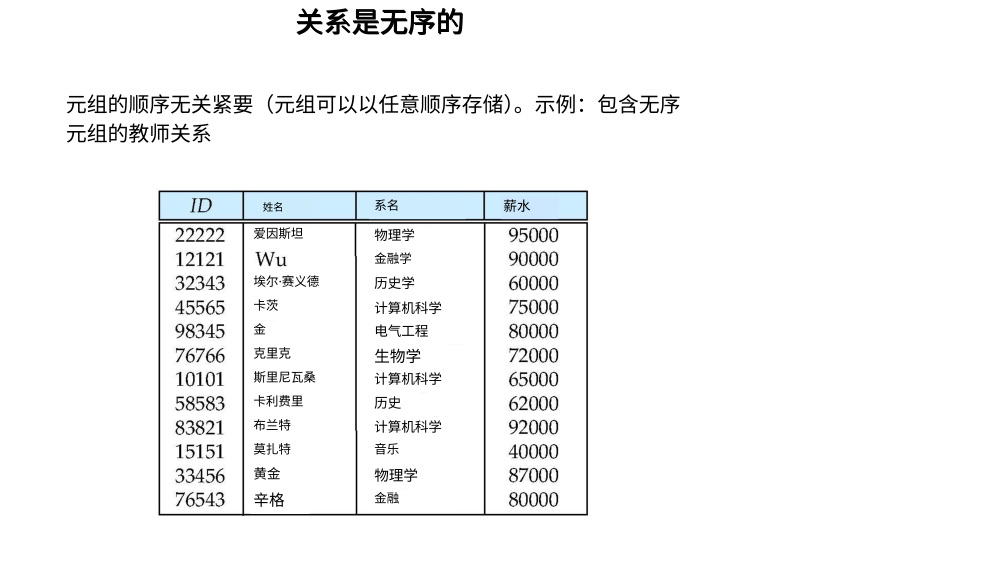 关系是无序的
元组的顺序无关紧要（元组可以以任意顺序存储）。示例：包含无序
元组的教师关系
ID 姓名 系名 薪水
22222 爱因斯坦 物理学 95000
12121 Wu 金融学 90000
32343 埃尔·赛义德 历史学 60000
45565 卡茨 计算机科学 75000
98345 金 电气工程 80000
76766 克里克 生物学 72000
10101 斯里尼瓦桑 计算机科学 65000
58583 卡利费里 历史 62000
83821 布兰特 计算机科学 92000
15151 莫扎特 音乐 40000
33456 黄金 物理学 87000
76543 辛格 金融 80000